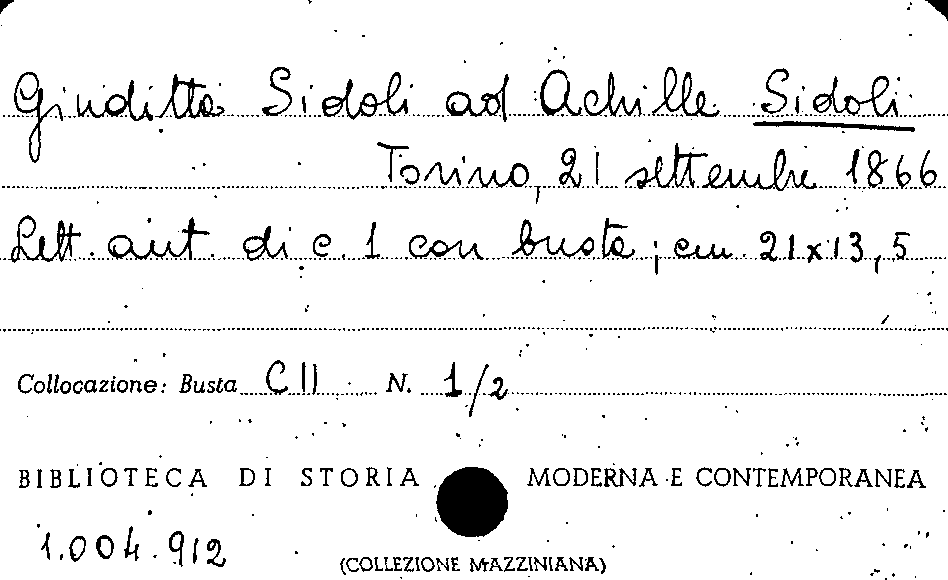 Giuditta Sidoli ad Achille Sidoli
Torino, 21 settembre 1866
Lett. aut. di c. 1 con busta; cm. 21x13,5
Collocazione: Busta CII N. 1/2
BIBLIOTECA DI STORIA MODERNA E CONTEMPORANEA
1.004.912
(COLLEZIONE MAZZINIANA)